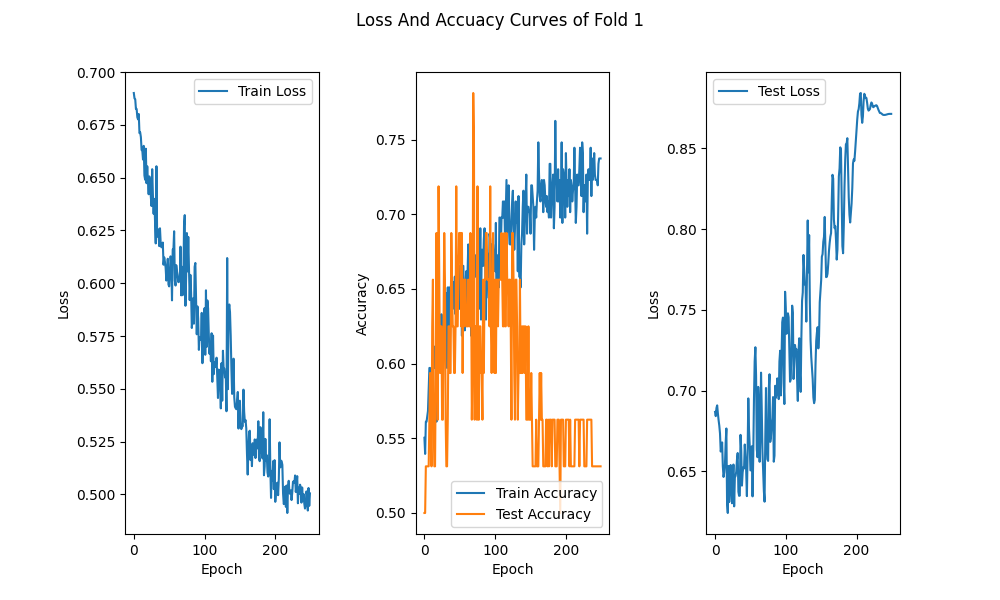 Loss And Accuacy Curves of Fold 1
0.700
0.675
0.650
0.625
0.600
0.575
0.550
0.525
0.500
Loss
0
100
200
Epoch
Train Loss
0.75
0.70
0.65
0.60
0.55
0.50
Accuracy
0
100
200
Epoch
Train Accuracy
Test Accuracy
0.85
0.80
0.75
0.70
0.65
Loss
0
100
200
Epoch
Test Loss